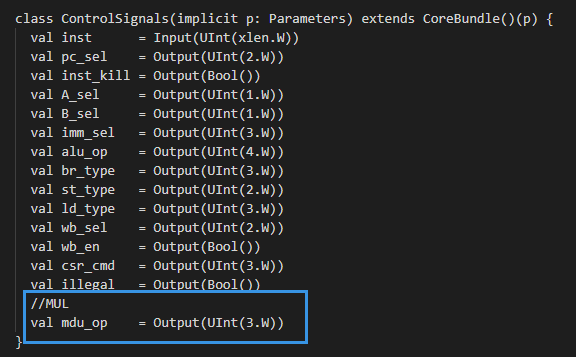 class ControlSignals(implicit p: Parameters) extends CoreBundle()(p) {
  val inst      = Input(UInt(xlen.W))
  val pc_sel    = Output(UInt(2.W))
  val inst_kill = Output(Bool())
  val A_sel     = Output(UInt(1.W))
  val B_sel     = Output(UInt(1.W))
  val imm_sel   = Output(UInt(3.W))
  val alu_op    = Output(UInt(4.W))
  val br_type   = Output(UInt(3.W))
  val st_type   = Output(UInt(2.W))
  val ld_type   = Output(UInt(3.W))
  val wb_sel    = Output(UInt(2.W))
  val wb_en     = Output(Bool())
  val csr_cmd   = Output(UInt(3.W))
  val illegal   = Output(Bool())
  //MUL
  val mdu_op    = Output(UInt(3.W))
}